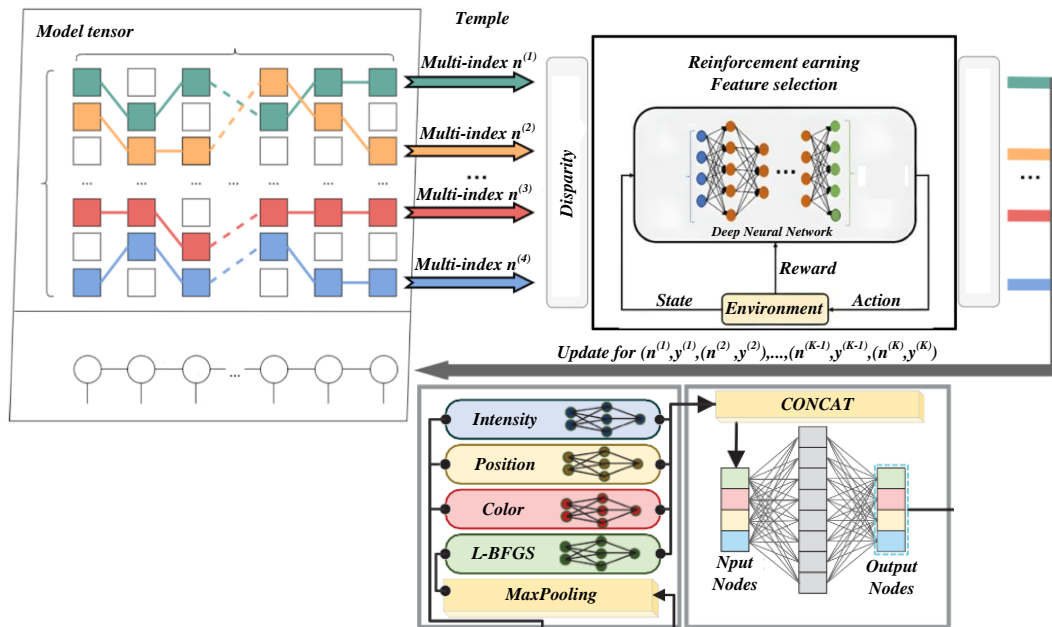 Model tensor
Temple
Multi-index n^(1)
Multi-index n^(2)
...
Multi-index n^(3)
Multi-index n^(4)
... ... ... ... ... ...
...
Disparity
Reinforcement earning
Feature selection
...
Deep Neural Network
Reward
State
Environment
Action
...
Update for (n^(1),y^(1),(n^(2),y^(2)),...,(n^(K-1),y^(K-1),(n^(K),y^(K))
Intensity
Position
Color
L-BFGS
MaxPooling
CONCAT
Nput
Nodes
Output
Nodes